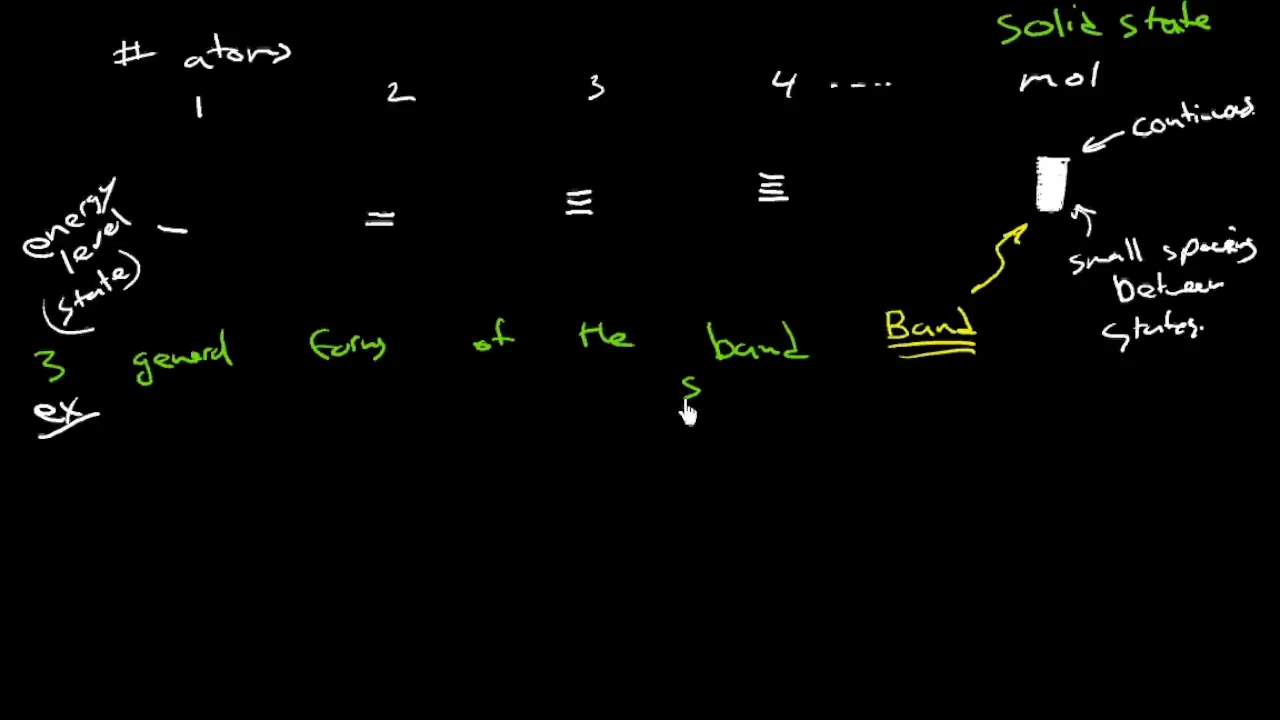 Solid state
# atoms
1 2 3 4 ---- mol
continuous
energy
level
(state)
small spacing
between
states.
Band
3 general forms of the band
s
ex